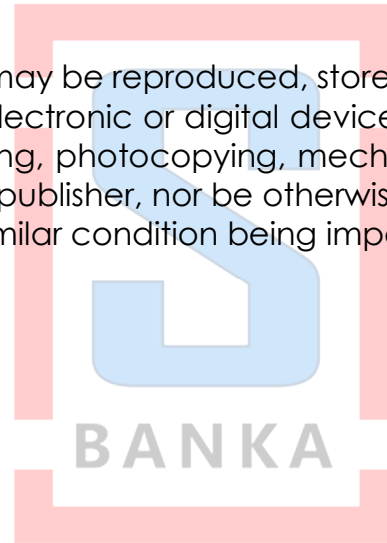 may be reproduced, store
lectronic or digital device
ng, photocopying, mech
publisher, nor be otherwis
milar condition being impo
S
BANKA